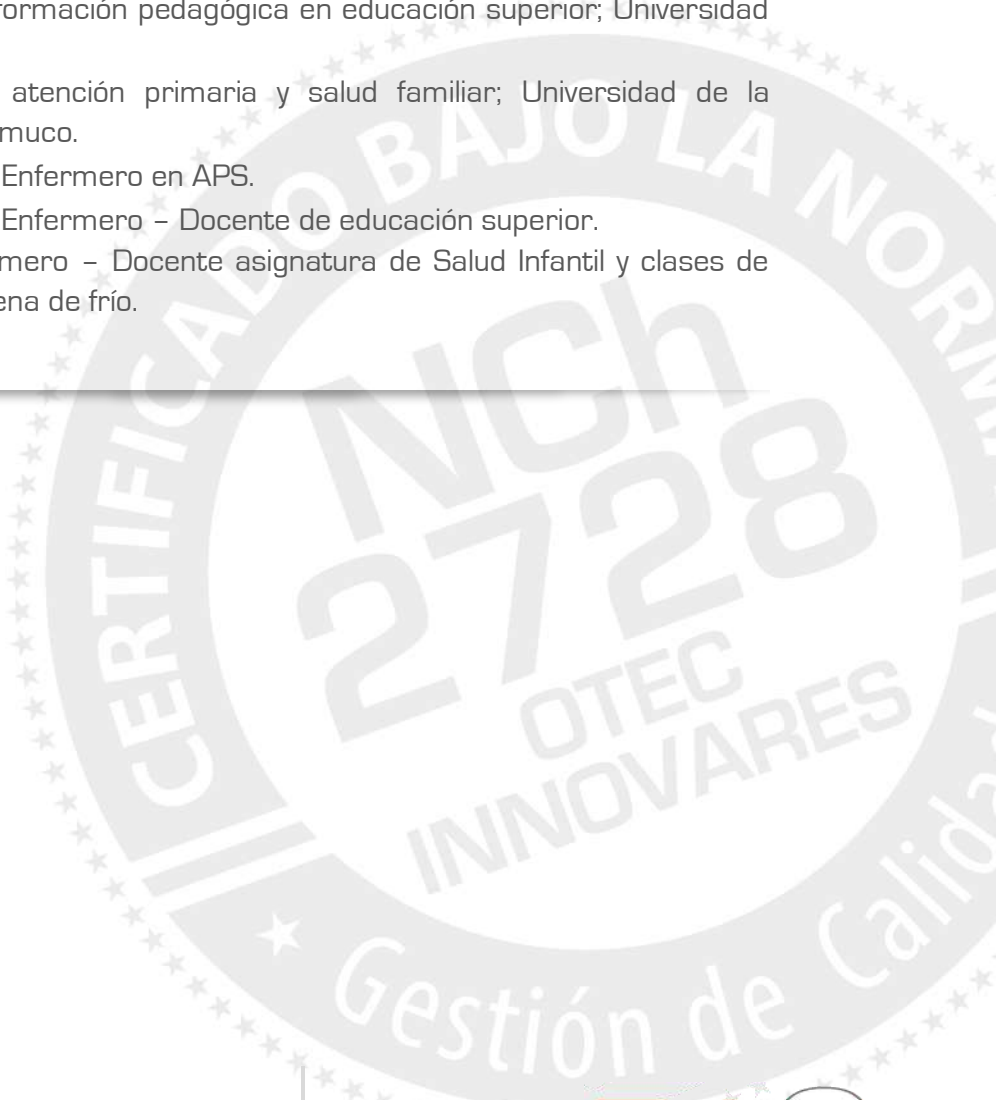 formación pedagógica en educación superior; Universidad
atención primaria y salud familiar; Universidad de la
muco.
Enfermero en APS.
Enfermero – Docente de educación superior.
mero – Docente asignatura de Salud Infantil y clases de
ena de frío.
CERTIFICADO BAJO LA NORMA
NCh
2728
OTEC
INNOVARES
Gestión de Calidad